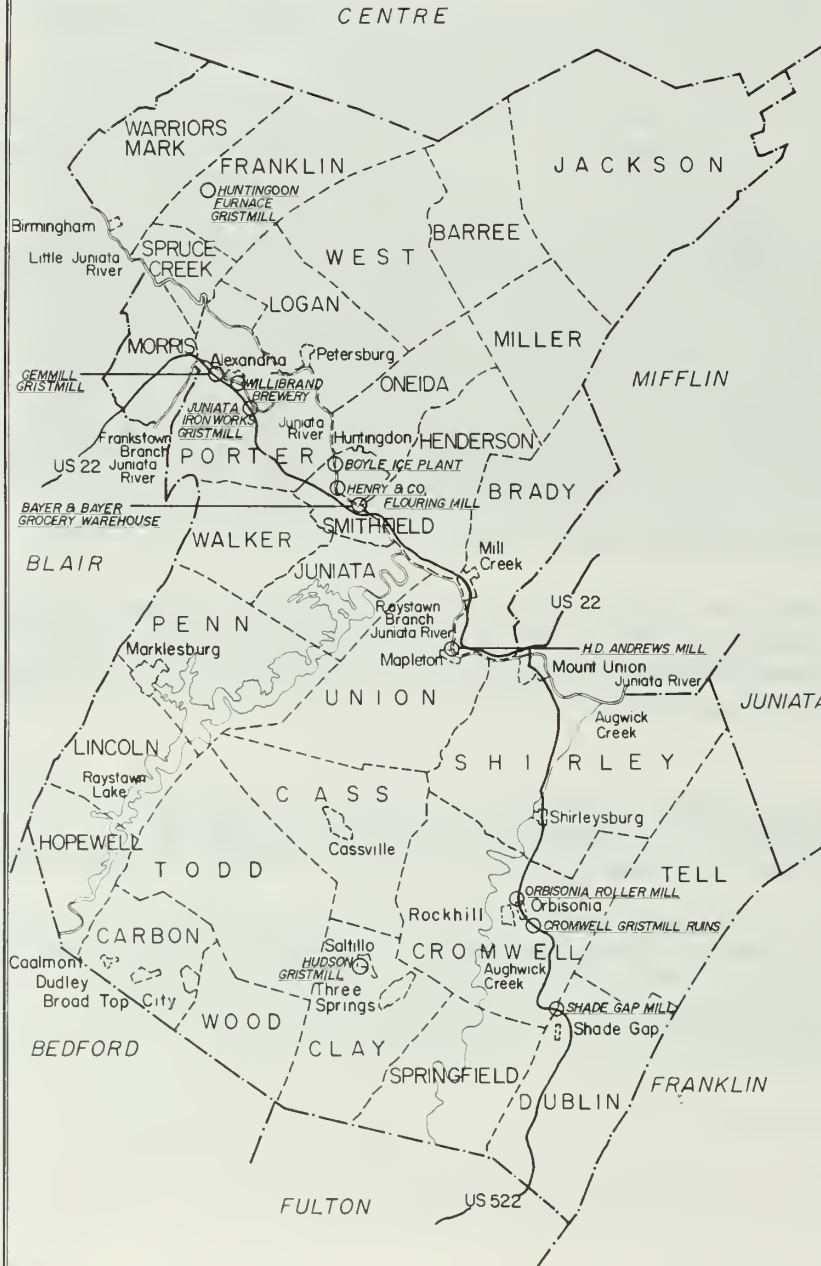 CENTRE
WARRIORS
MARK
FRANKLIN
JACKSON
HUNTINGOON
FURNACE
GRISTMILL
Birmingham
BARREE
WEST
Little Juniata
River
SPRUCE
CREEK
LOGAN
MILLER
MORRIS
Alexandria
Petersburg
MIFFLIN
GEMMILL
GRISTMILL
WILLIBRAND
BREWERY
ONEIDA
JUNIATA
IRON WORKS
GRISTMILL
Juniata
River
Huntingdon
HENDERSON
Frankstown
Branch
Juniata
River
PORTER
US 22
BOYLE ICE PLANT
BRADY
HENRY & CO.
FLOURING MILL
BAYER & BAYER
GROCERY WAREHOUSE
SMITHFIELD
WALKER
BLAIR
Mill
Creek
JUNIATA
US 22
Raystawn
Branch
Juniata River
PENN
Marklesburg
H.D. ANDREWS MILL
Mapleton
Mount Union
Juniata River
UNION
JUNIATA
Augwick
Creek
LINCOLN
SHIRLEY
Raystawn
Lake
CASS
Shirleysburg
HOPEWELL
Cassville
TODD
TELL
ORBISONIA ROLLER MILL
Orbisonia
Rockhill
CROMWELL GRISTMILL RUINS
CARBON
Saltillo
CROMWELL
Caalmont
HUDSON
GRISTMILL
Aughwick
Creek
Dudley
Three
Springs
Broad Top City
SHADE GAP MILL
WOOD
Shade Gap
CLAY
BEDFORD
SPRINGFIELD
FRANKLIN
DUBLIN
FULTON
US 522